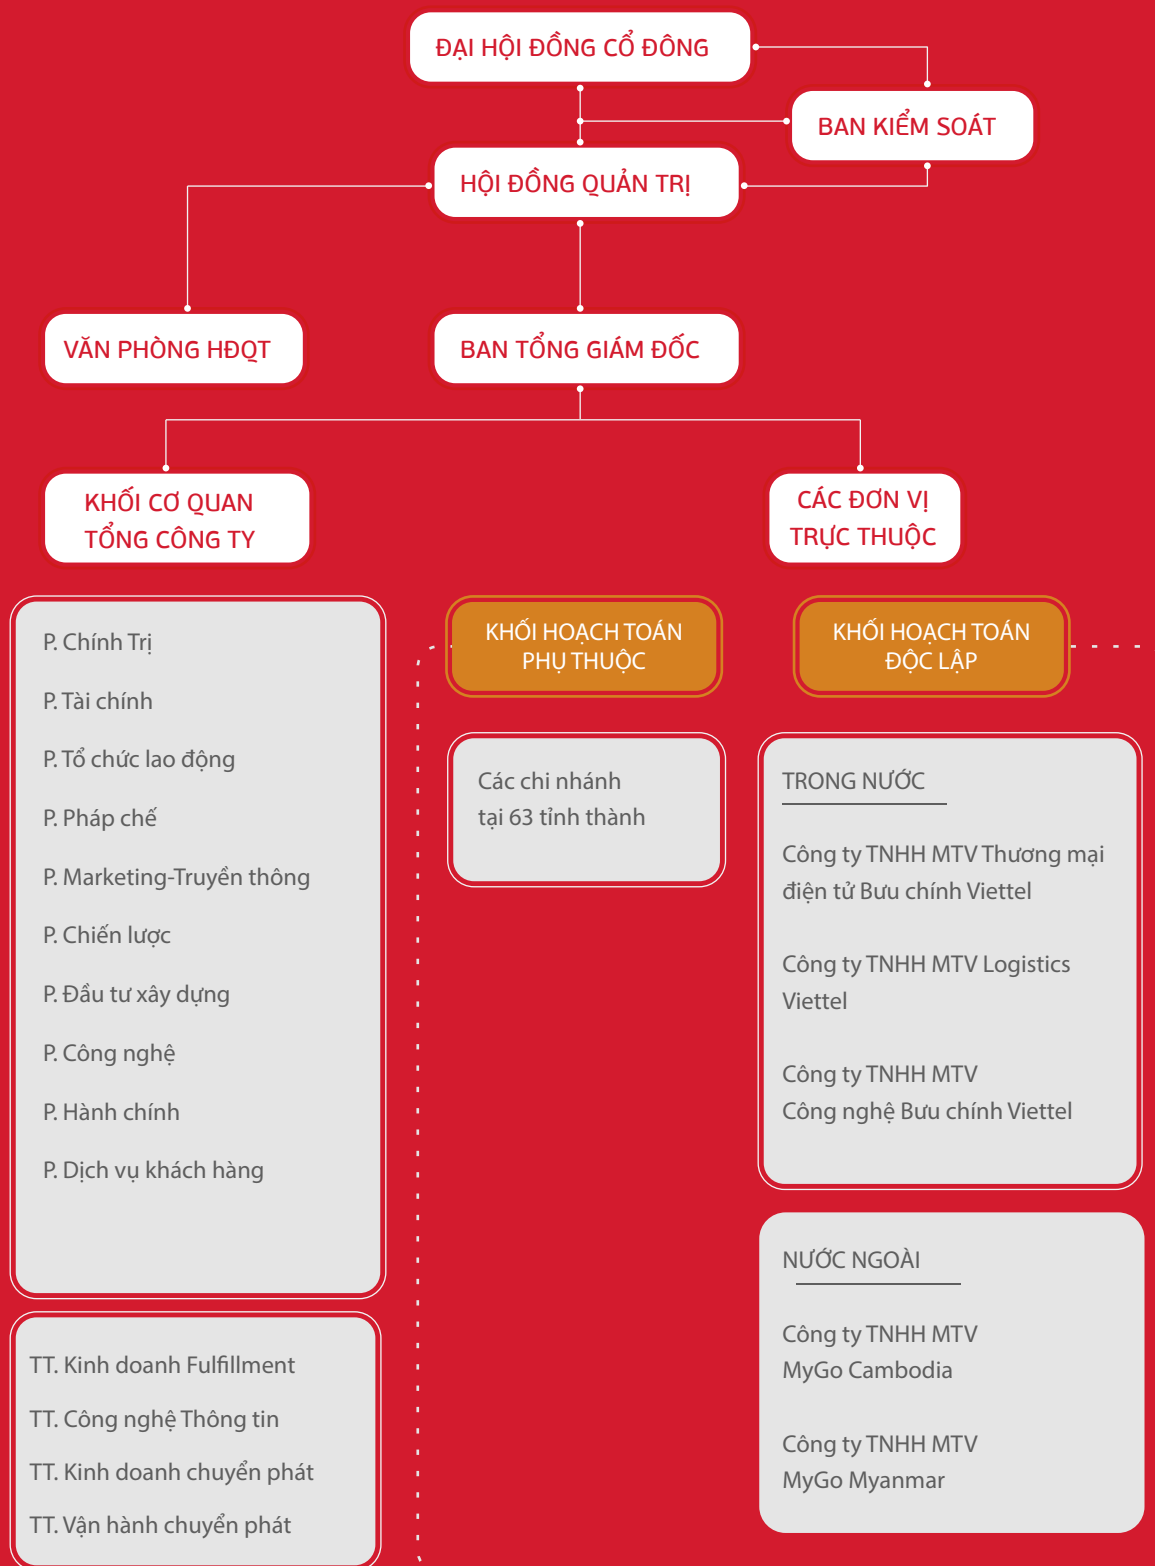 ĐẠI HỘI ĐỒNG CỔ ĐÔNG
BAN KIỂM SOÁT
HỘI ĐỒNG QUẢN TRỊ
VĂN PHÒNG HĐQT
BAN TỔNG GIÁM ĐỐC
KHỐI CƠ QUAN
TỔNG CÔNG TY
CÁC ĐƠN VỊ
TRỰC THUỘC
P. Chính Trị
P. Tài chính
P. Tổ chức lao động
P. Pháp chế
P. Marketing-Truyền thông
P. Chiến lược
P. Đầu tư xây dựng
P. Công nghệ
P. Hành chính
P. Dịch vụ khách hàng
TT. Kinh doanh Fulfillment
TT. Công nghệ Thông tin
TT. Kinh doanh chuyển phát
TT. Vận hành chuyển phát
KHỐI HOẠCH TOÁN
PHỤ THUỘC
Các chi nhánh
tại 63 tỉnh thành
KHỐI HOẠCH TOÁN
ĐỘC LẬP
TRONG NƯỚC
Công ty TNHH MTV Thương mại
điện tử Bưu chính Viettel
Công ty TNHH MTV Logistics
Viettel
Công ty TNHH MTV
Công nghệ Bưu chính Viettel
NƯỚC NGOÀI
Công ty TNHH MTV
MyGo Cambodia
Công ty TNHH MTV
MyGo Myanmar